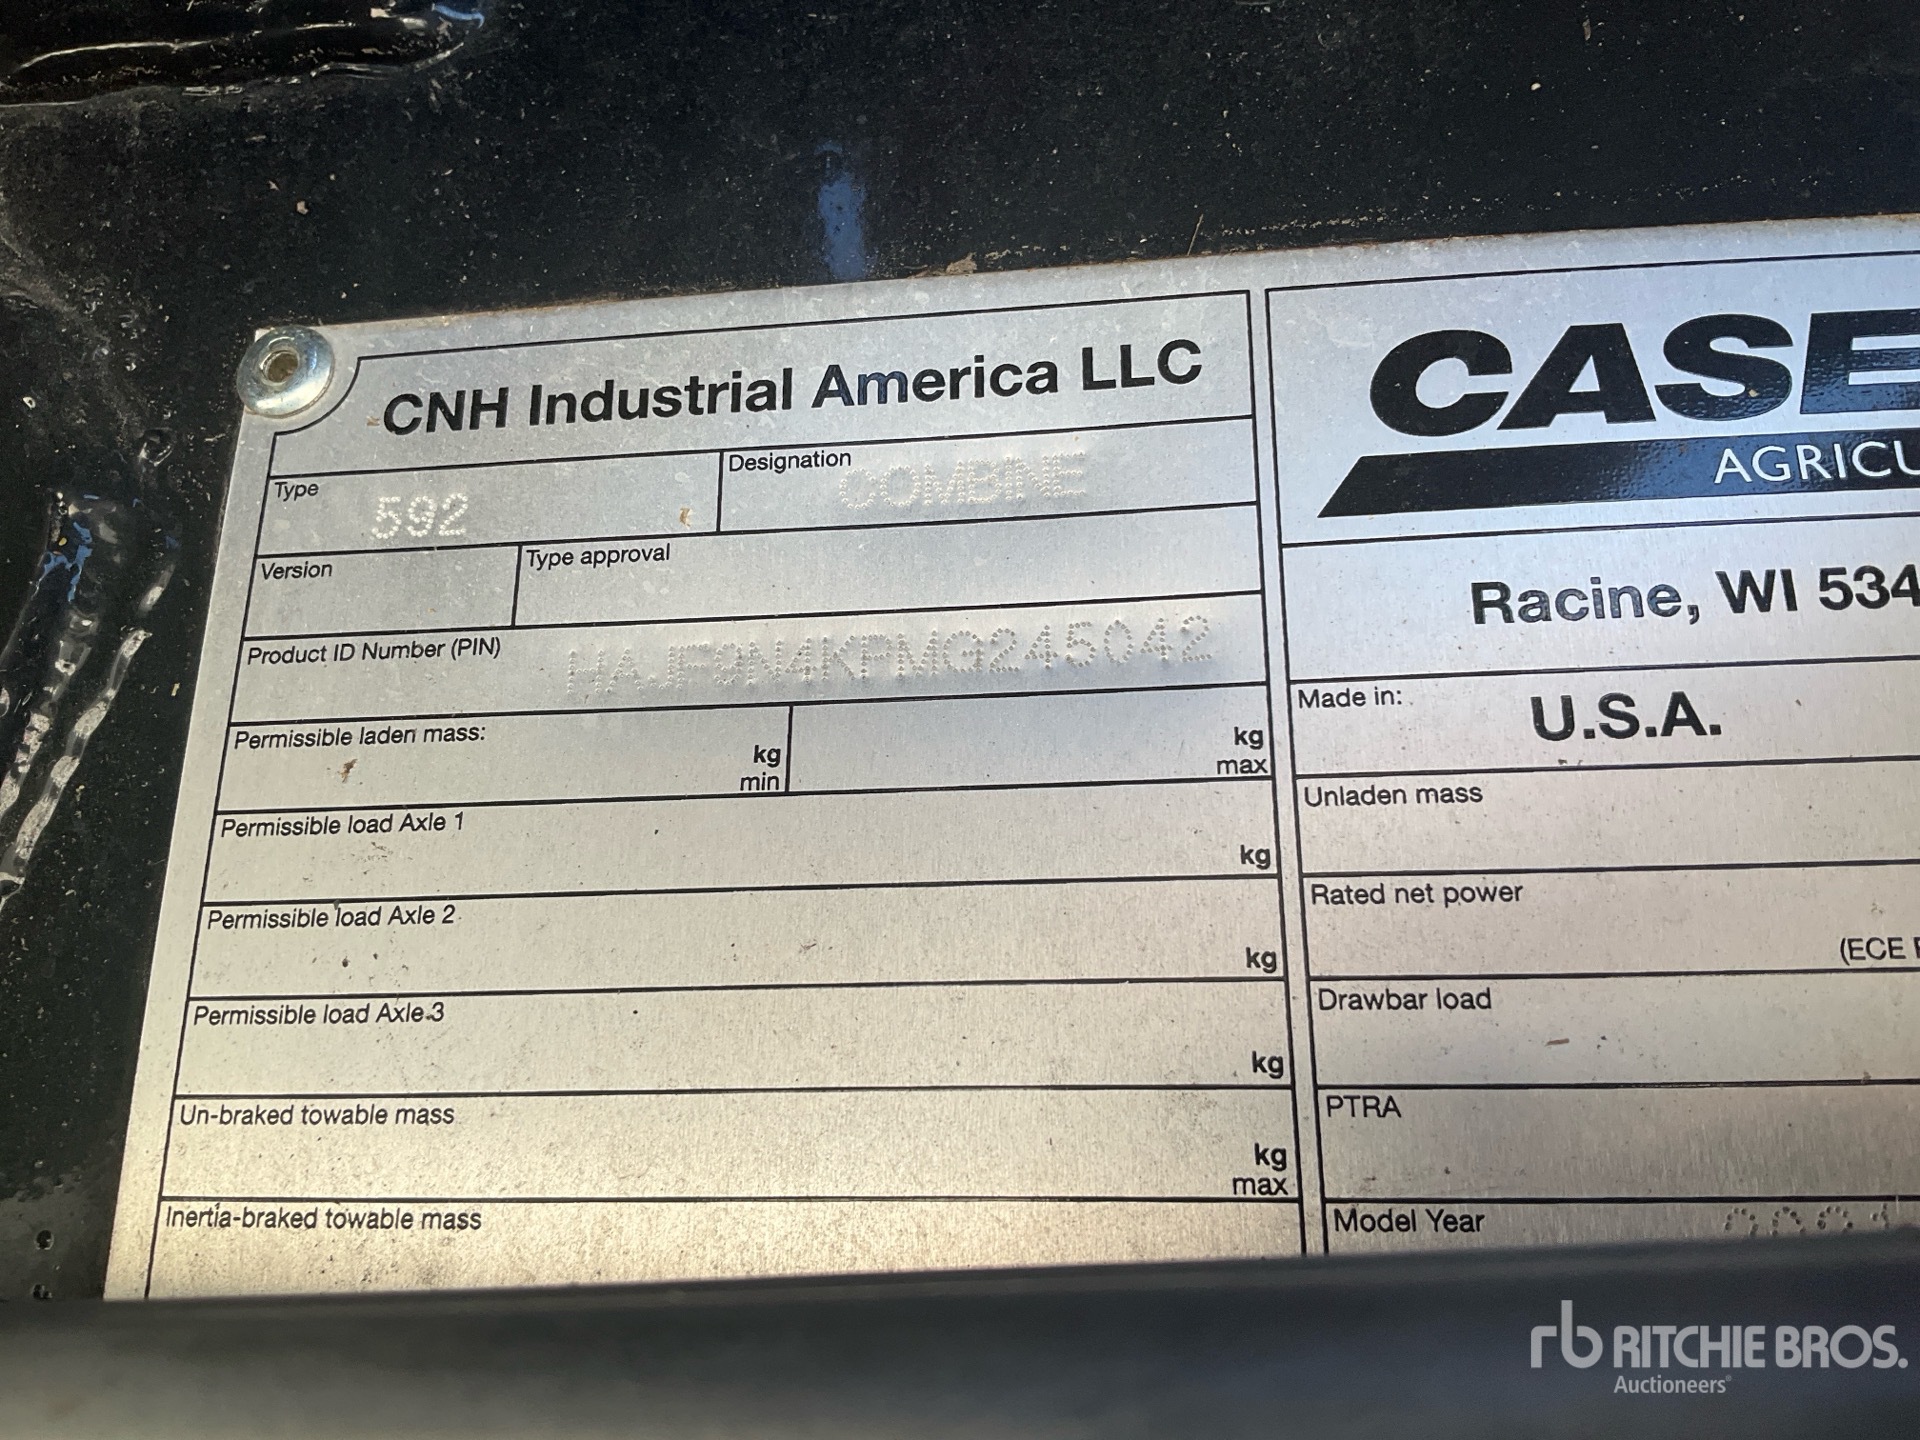 CNH Industrial America LLC
Type 592
Designation COMBINE
Version
Type approval
Product ID Number (PIN) HAJF9N4KPMG245042
Permissible laden mass: kg min
kg max
Permissible load Axle 1 kg
Permissible load Axle 2 kg
Permissible load Axle 3 kg
Un-braked towable mass kg max
Inertia-braked towable mass
CASE
AGRICU
Racine, WI 534
Made in: U.S.A.
Unladen mass
Rated net power
(ECE
Drawbar load
PTRA
Model Year
rb RITCHIE BROS.
Auctioneers®